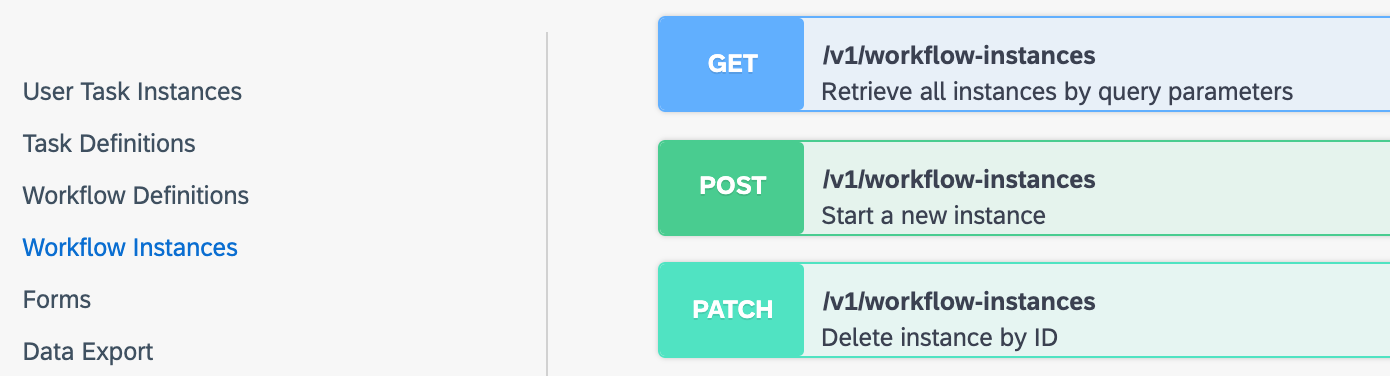 User Task Instances
Task Definitions
Workflow Definitions
Workflow Instances
Forms
Data Export
GET
/v1/workflow-instances
Retrieve all instances by query parameters
POST
/v1/workflow-instances
Start a new instance
PATCH
/v1/workflow-instances
Delete instance by ID